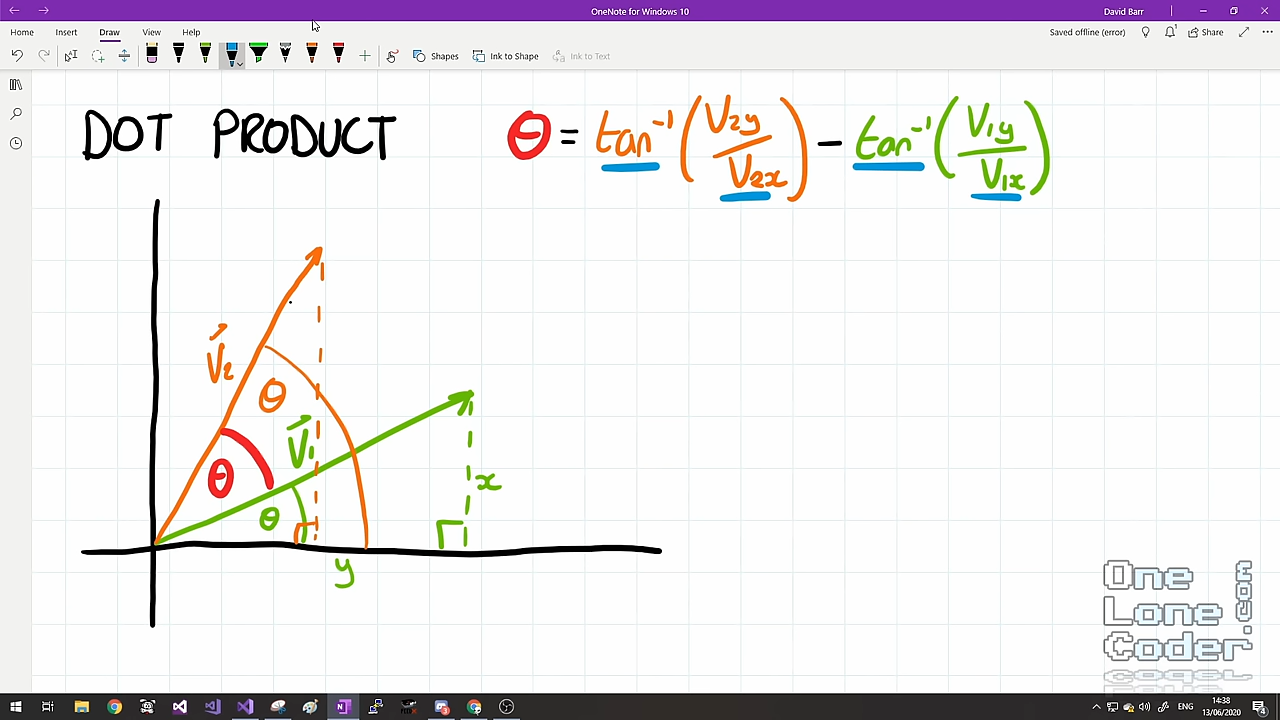 OneNote for Windows 10
David Barr
Home Insert Draw View Help
Saved offline (error)
Share
Shapes
Ink to Shape
Ink to Text
DOT PRODUCT
θ = tan⁻¹ (V2y / V2x) − tan⁻¹ (V1y / V1x)
V2
θ
V1
θ
x
θ
y
One
Lone
Coder
.com
ENG
14:38
13/06/2020